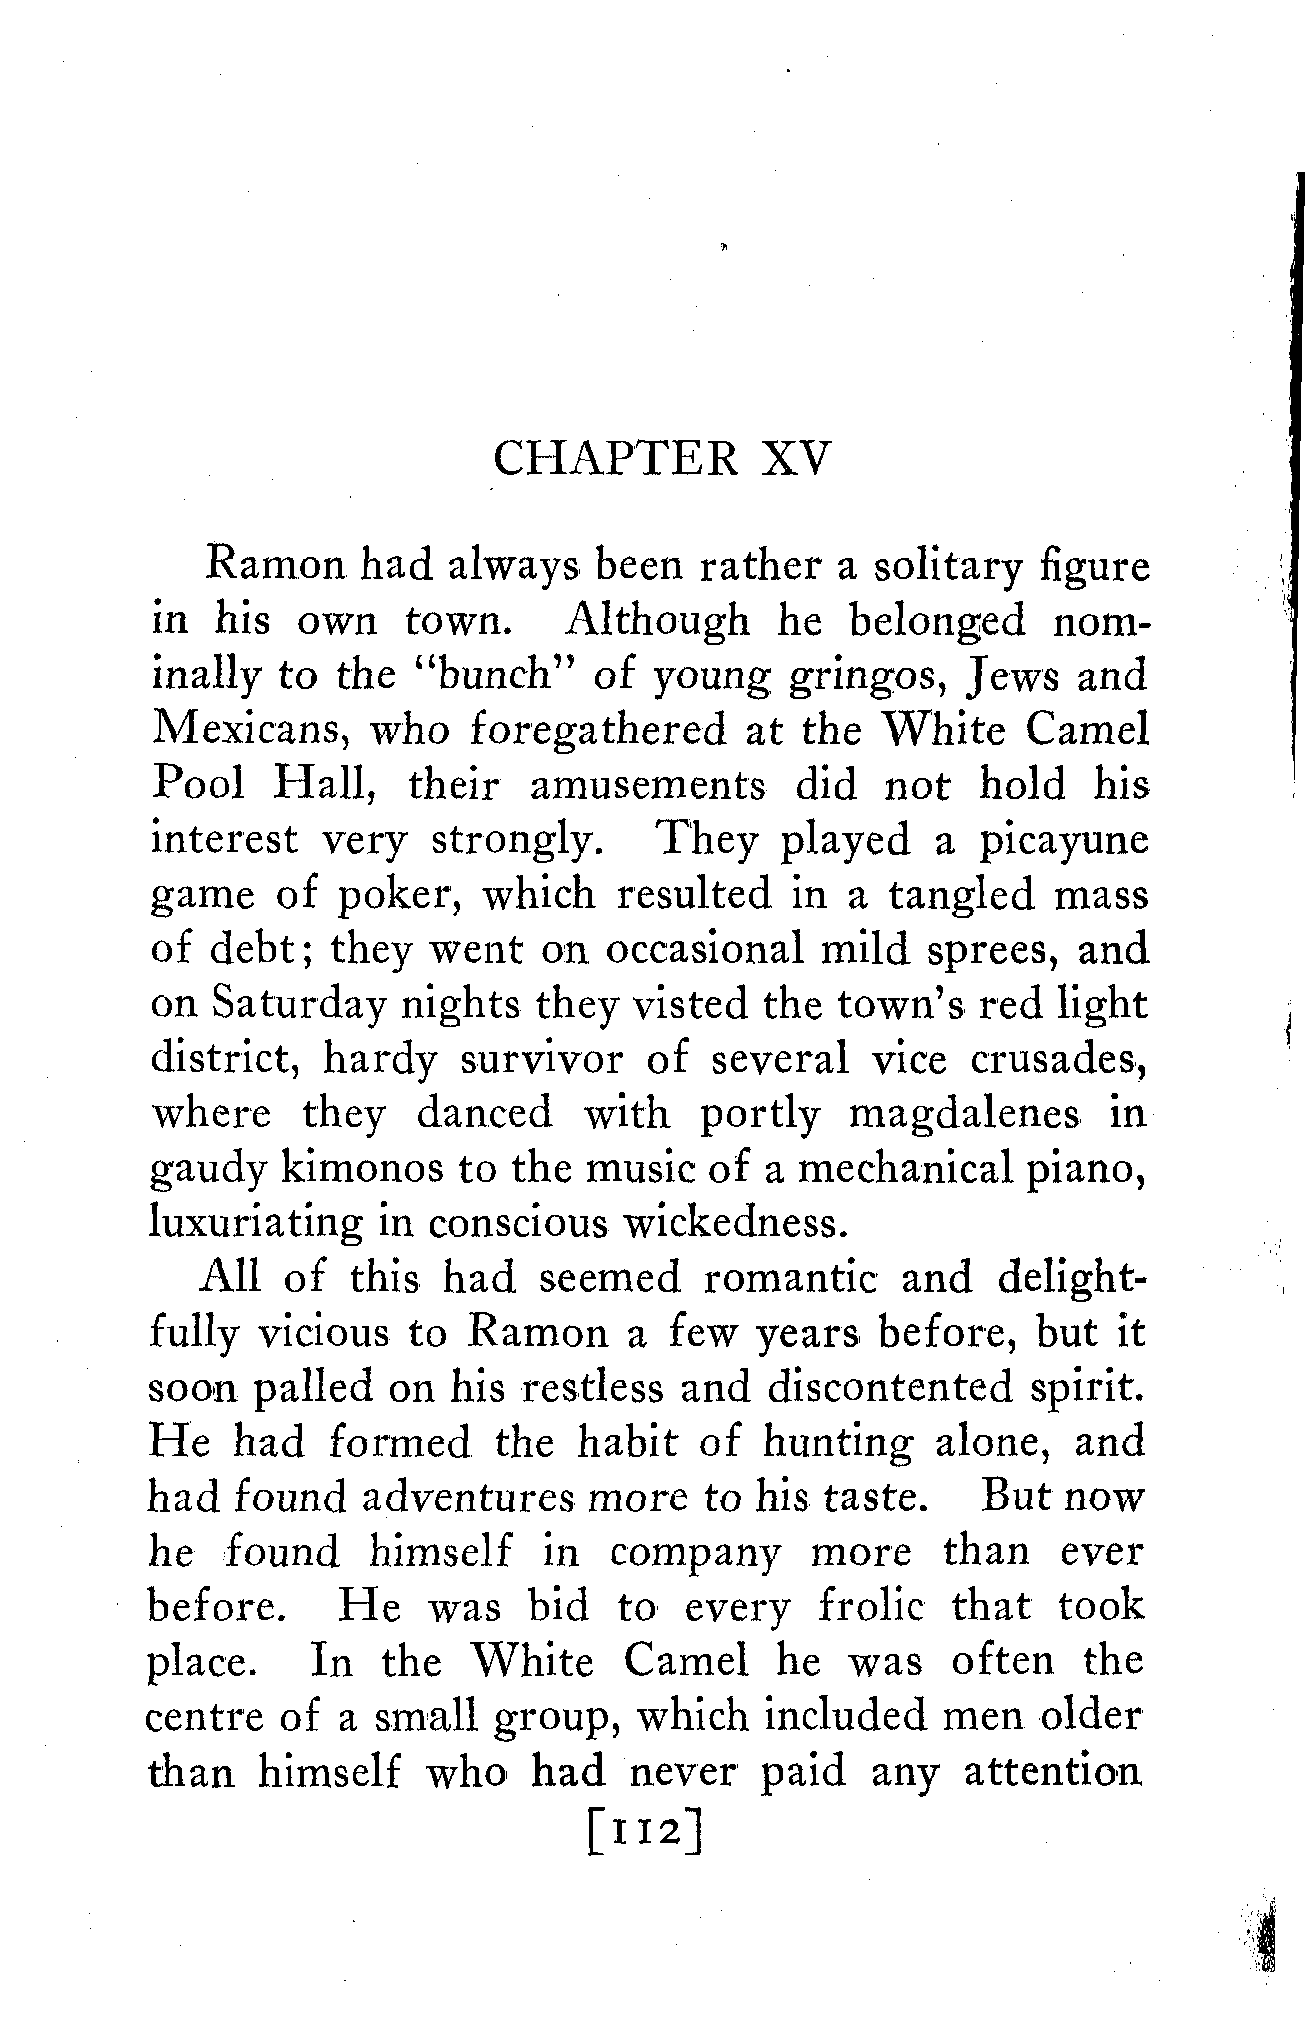 CHAPTER XV
Ramon had always been rather a solitary figure
in his own town. Although he belonged nom-
inally to the "bunch" of young gringos, Jews and
Mexicans, who foregathered at the White Camel
Pool Hall, their amusements did not hold his
interest very strongly. They played a picayune
game of poker, which resulted in a tangled mass
of debt; they went on occasional mild sprees, and
on Saturday nights they visted the town's red light
district, hardy survivor of several vice crusades,
where they danced with portly magdalenes in
gaudy kimonos to the music of a mechanical piano,
luxuriating in conscious wickedness.
All of this had seemed romantic and delight-
fully vicious to Ramon a few years before, but it
soon palled on his restless and discontented spirit.
He had formed the habit of hunting alone, and
had found adventures more to his taste. But now
he found himself in company more than ever
before. He was bid to every frolic that took
place. In the White Camel he was often the
centre of a small group, which included men older
than himself who had never paid any attention
[112]